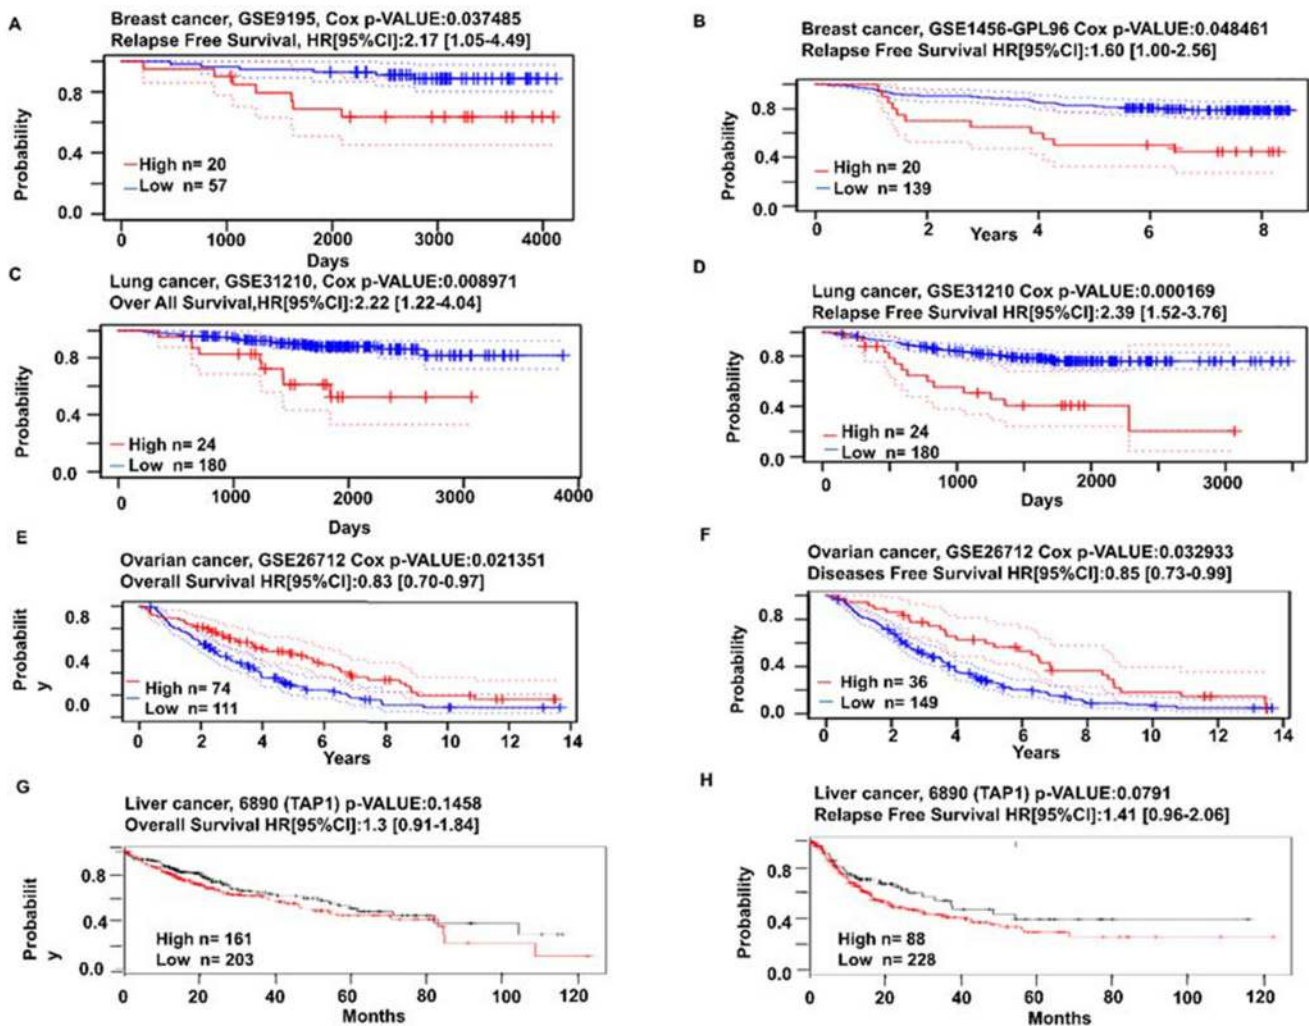 A
Breast cancer, GSE9195, Cox p-VALUE:0.037485
Relapse Free Survival, HR[95%CI]:2.17 [1.05-4.49]
Probability
0.8
0.4
0.0
High n= 20
Low n= 57
0 1000 2000 3000 4000
Days
B
Breast cancer, GSE1456-GPL96 Cox p-VALUE:0.048461
Relapse Free Survival HR[95%CI]:1.60 [1.00-2.56]
Probability
0.8
0.4
0.0
High n= 20
Low n= 139
0 2 4 6 8
Years
C
Lung cancer, GSE31210, Cox p-VALUE:0.008971
Over All Survival,HR[95%CI]:2.22 [1.22-4.04]
Probability
0.8
0.4
0.0
High n= 24
Low n= 180
0 1000 2000 3000 4000
Days
D
Lung cancer, GSE31210 Cox p-VALUE:0.000169
Relapse Free Survival HR[95%CI]:2.39 [1.52-3.76]
Probability
0.8
0.4
0.0
High n= 24
Low n= 180
0 1000 2000 3000
Days
E
Ovarian cancer, GSE26712 Cox p-VALUE:0.021351
Overall Survival HR[95%CI]:0.83 [0.70-0.97]
Probabilit
y
0.8
0.4
0.0
High n= 74
Low n= 111
0 2 4 6 8 10 12 14
Years
F
Ovarian cancer, GSE26712 Cox p-VALUE:0.032933
Diseases Free Survival HR[95%CI]:0.85 [0.73-0.99]
Probability
0.8
0.4
0.0
High n= 36
Low n= 149
0 2 4 6 8 10 12 14
Years
G
Liver cancer, 6890 (TAP1) p-VALUE:0.1458
Overall Survival HR[95%CI]:1.3 [0.91-1.84]
Probabilit
y
0.8
0.4
0.0
High n= 161
Low n= 203
0 20 40 60 80 100 120
Months
H
Liver cancer, 6890 (TAP1) p-VALUE:0.0791
Relapse Free Survival HR[95%CI]:1.41 [0.96-2.06]
Probability
0.8
0.4
0.0
High n= 88
Low n= 228
0 20 40 60 80 100 120
Months